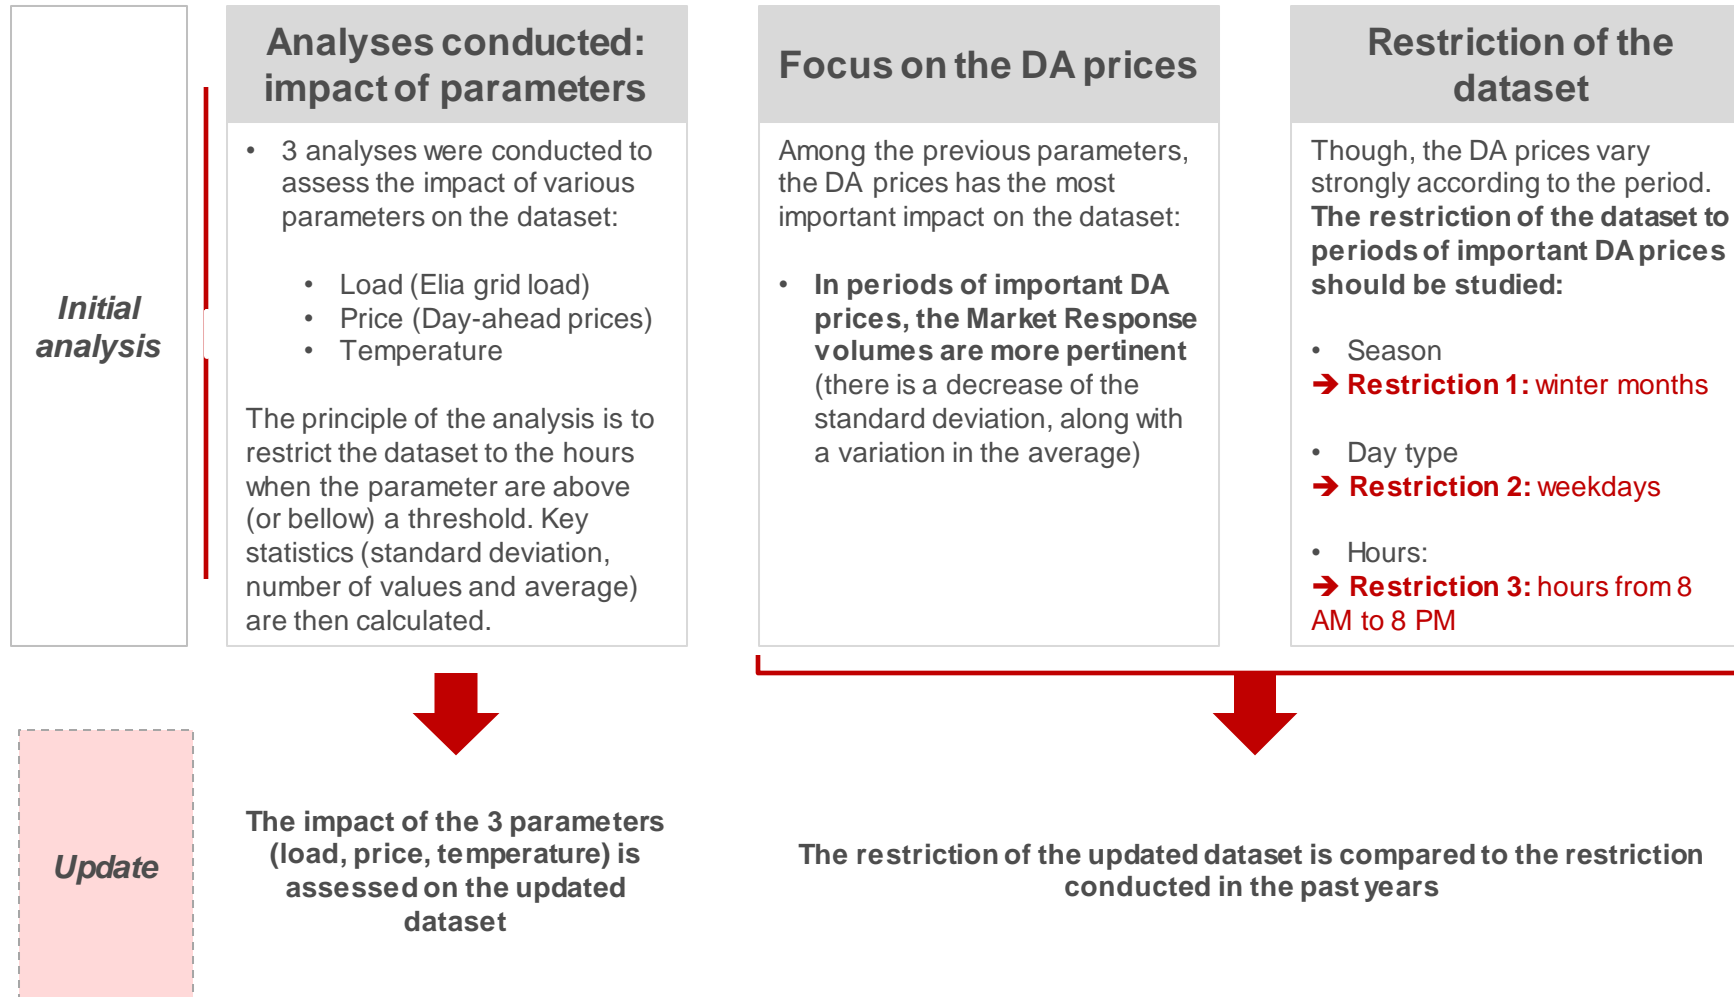 Initial
analysis
Analyses conducted:
impact of parameters
• 3 analyses were conducted to
assess the impact of various
parameters on the dataset:
• Load (Elia grid load)
• Price (Day-ahead prices)
• Temperature
The principle of the analysis is to
restrict the dataset to the hours
when the parameter are above
(or bellow) a threshold. Key
statistics (standard deviation,
number of values and average)
are then calculated.
Focus on the DA prices
Among the previous parameters,
the DA prices has the most
important impact on the dataset:
• In periods of important DA
prices, the Market Response
volumes are more pertinent
(there is a decrease of the
standard deviation, along with
a variation in the average)
Restriction of the
dataset
Though, the DA prices vary
strongly according to the period.
The restriction of the dataset to
periods of important DA prices
should be studied:
• Season
➔ Restriction 1: winter months
• Day type
➔ Restriction 2: weekdays
• Hours:
➔ Restriction 3: hours from 8
AM to 8 PM
Update
The impact of the 3 parameters
(load, price, temperature) is
assessed on the updated
dataset
The restriction of the updated dataset is compared to the restriction
conducted in the past years